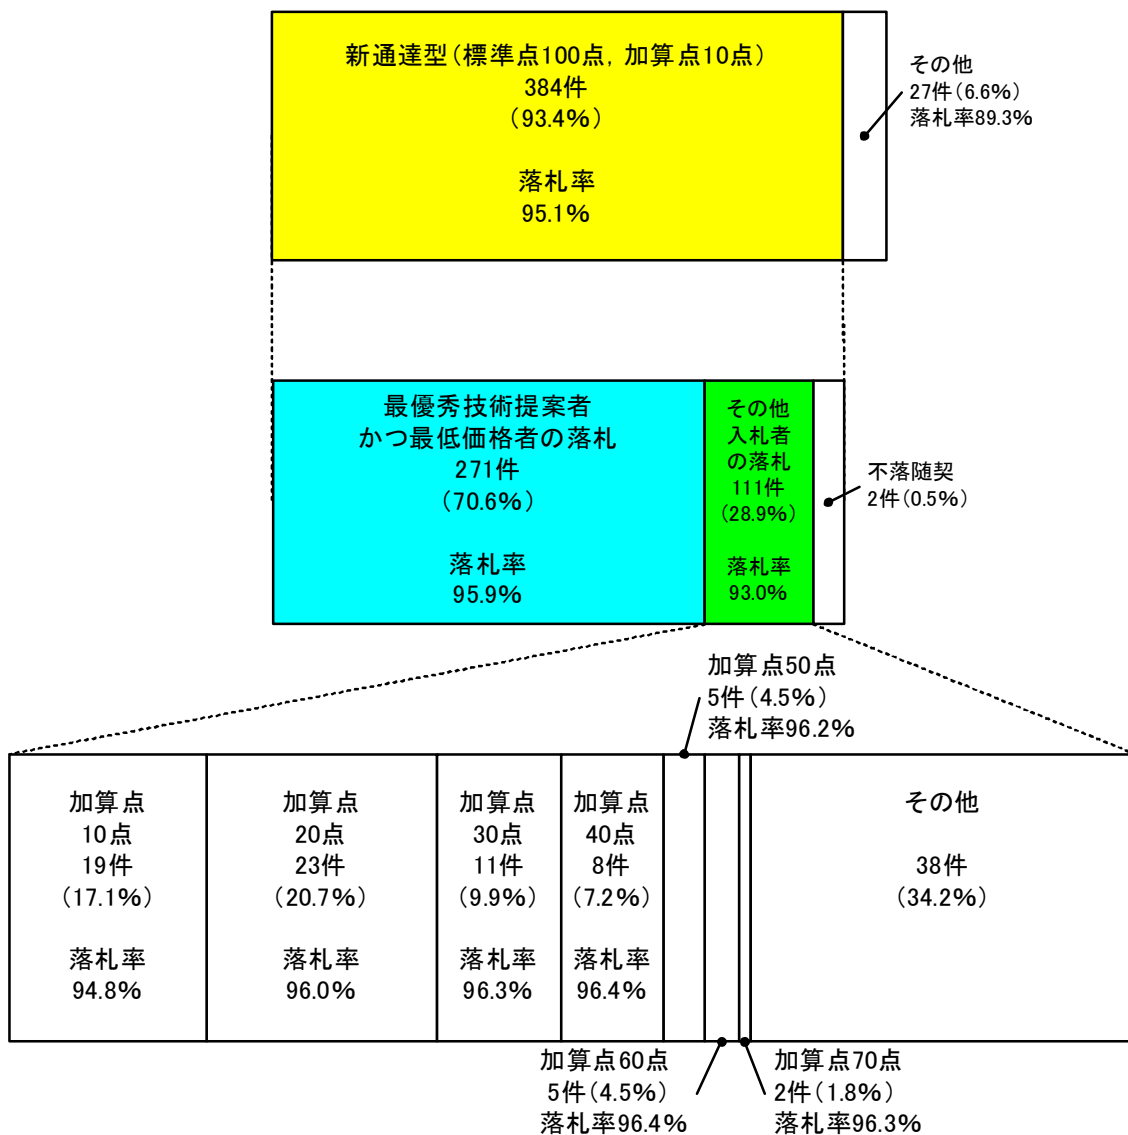 新通達型(標準点100点, 加算点10点)
384件
(93.4%)
落札率
95.1%
その他
27件(6.6%)
落札率89.3%
最優秀技術提案者
かつ最低価格者の落札
271件
(70.6%)
落札率
95.9%
その他
入札者
の落札
111件
(28.9%)
落札率
93.0%
不落随契
2件(0.5%)
加算点50点
5件(4.5%)
落札率96.2%
加算点
10点
19件
(17.1%)
落札率
94.8%
加算点
20点
23件
(20.7%)
落札率
96.0%
加算点
30点
11件
(9.9%)
落札率
96.3%
加算点
40点
8件
(7.2%)
落札率
96.4%
その他
38件
(34.2%)
加算点60点
5件(4.5%)
落札率96.4%
加算点70点
2件(1.8%)
落札率96.3%